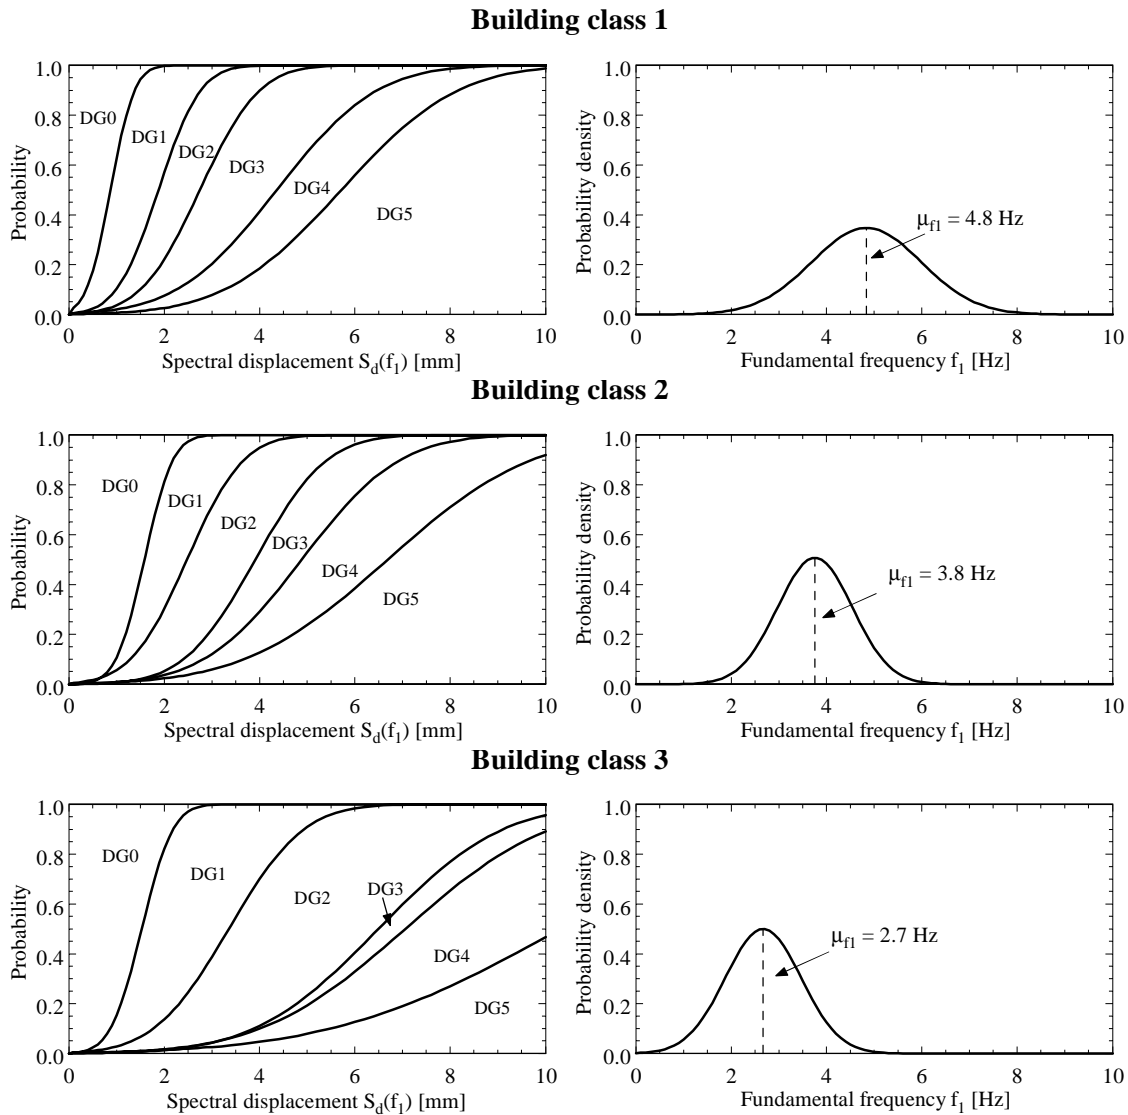 Building class 1
1.0
0.8
0.6
0.4
0.2
0.0
Probability
DG0
DG1
DG2
DG3
DG4
DG5
0 2 4 6 8 10
Spectral displacement S_d(f_1) [mm]
1.0
0.8
0.6
0.4
0.2
0.0
Probability density
μ_f1 = 4.8 Hz
0 2 4 6 8 10
Fundamental frequency f_1 [Hz]
Building class 2
1.0
0.8
0.6
0.4
0.2
0.0
Probability
DG0
DG1
DG2
DG3
DG4
DG5
0 2 4 6 8 10
Spectral displacement S_d(f_1) [mm]
1.0
0.8
0.6
0.4
0.2
0.0
Probability density
μ_f1 = 3.8 Hz
0 2 4 6 8 10
Fundamental frequency f_1 [Hz]
Building class 3
1.0
0.8
0.6
0.4
0.2
0.0
Probability
DG0
DG1
DG2
DG3
DG4
DG5
0 2 4 6 8 10
Spectral displacement S_d(f_1) [mm]
1.0
0.8
0.6
0.4
0.2
0.0
Probability density
μ_f1 = 2.7 Hz
0 2 4 6 8 10
Fundamental frequency f_1 [Hz]